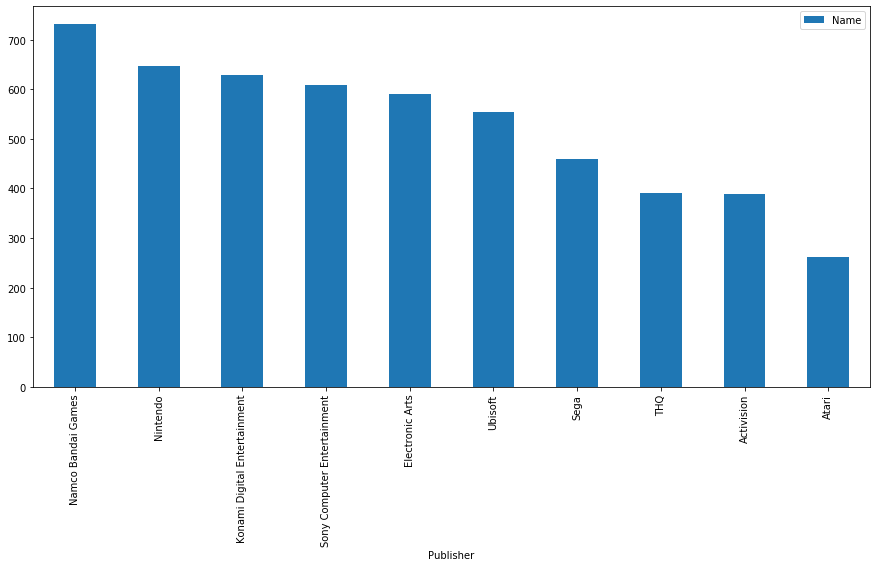 Name
700
600
500
400
300
200
100
0
Namco Bandai Games
Nintendo
Konami Digital Entertainment
Sony Computer Entertainment
Electronic Arts
Ubisoft
Sega
THQ
Activision
Atari
Publisher